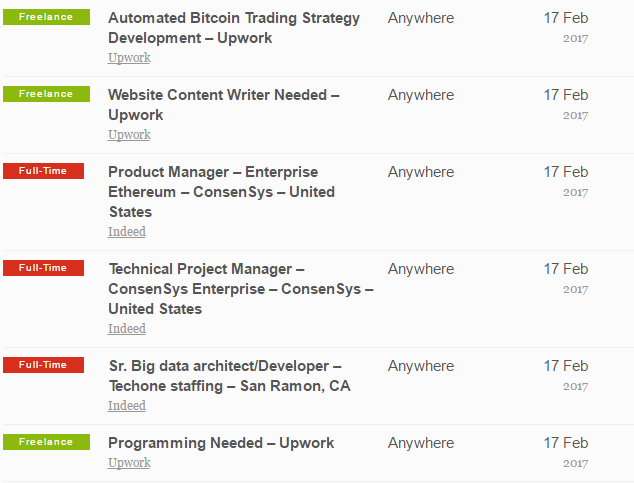 Freelance
Automated Bitcoin Trading Strategy
Development – Upwork
Upwork
Anywhere
17 Feb
2017
Freelance
Website Content Writer Needed –
Upwork
Upwork
Anywhere
17 Feb
2017
Full-Time
Product Manager – Enterprise
Ethereum – ConsenSys – United
States
Indeed
Anywhere
17 Feb
2017
Full-Time
Technical Project Manager –
ConsenSys Enterprise – ConsenSys –
United States
Indeed
Anywhere
17 Feb
2017
Full-Time
Sr. Big data architect/Developer –
Techone staffing – San Ramon, CA
Indeed
Anywhere
17 Feb
2017
Freelance
Programming Needed – Upwork
Upwork
Anywhere
17 Feb
2017